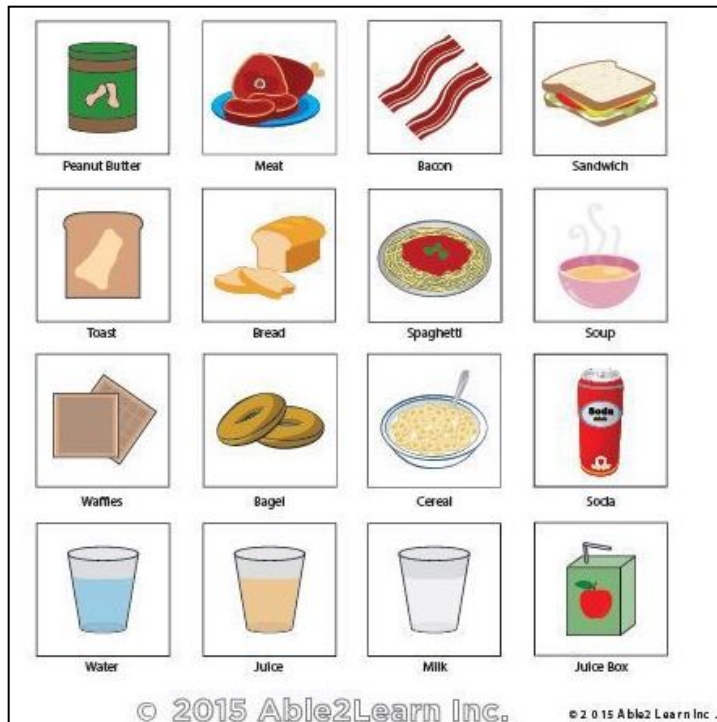 Peanut Butter Meat Bacon Sandwich
Toast Bread Spaghetti Soup
Soda
Waffles Bagel Cereal Soda
Water Juice Milk Juice Box
© 2015 Able2Learn Inc. © 2015 Able2Learn Inc.